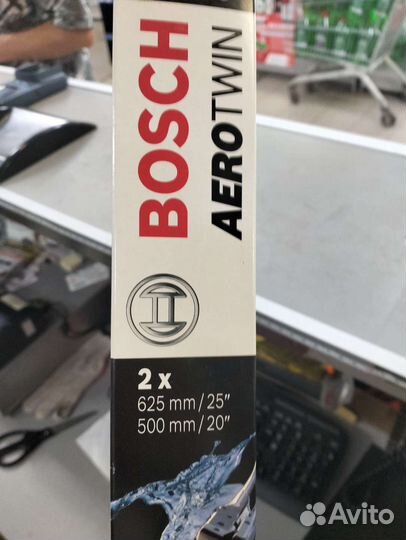 BOSCH
AEROTWIN
2 x
625 mm/25″
500 mm/20″
Avito